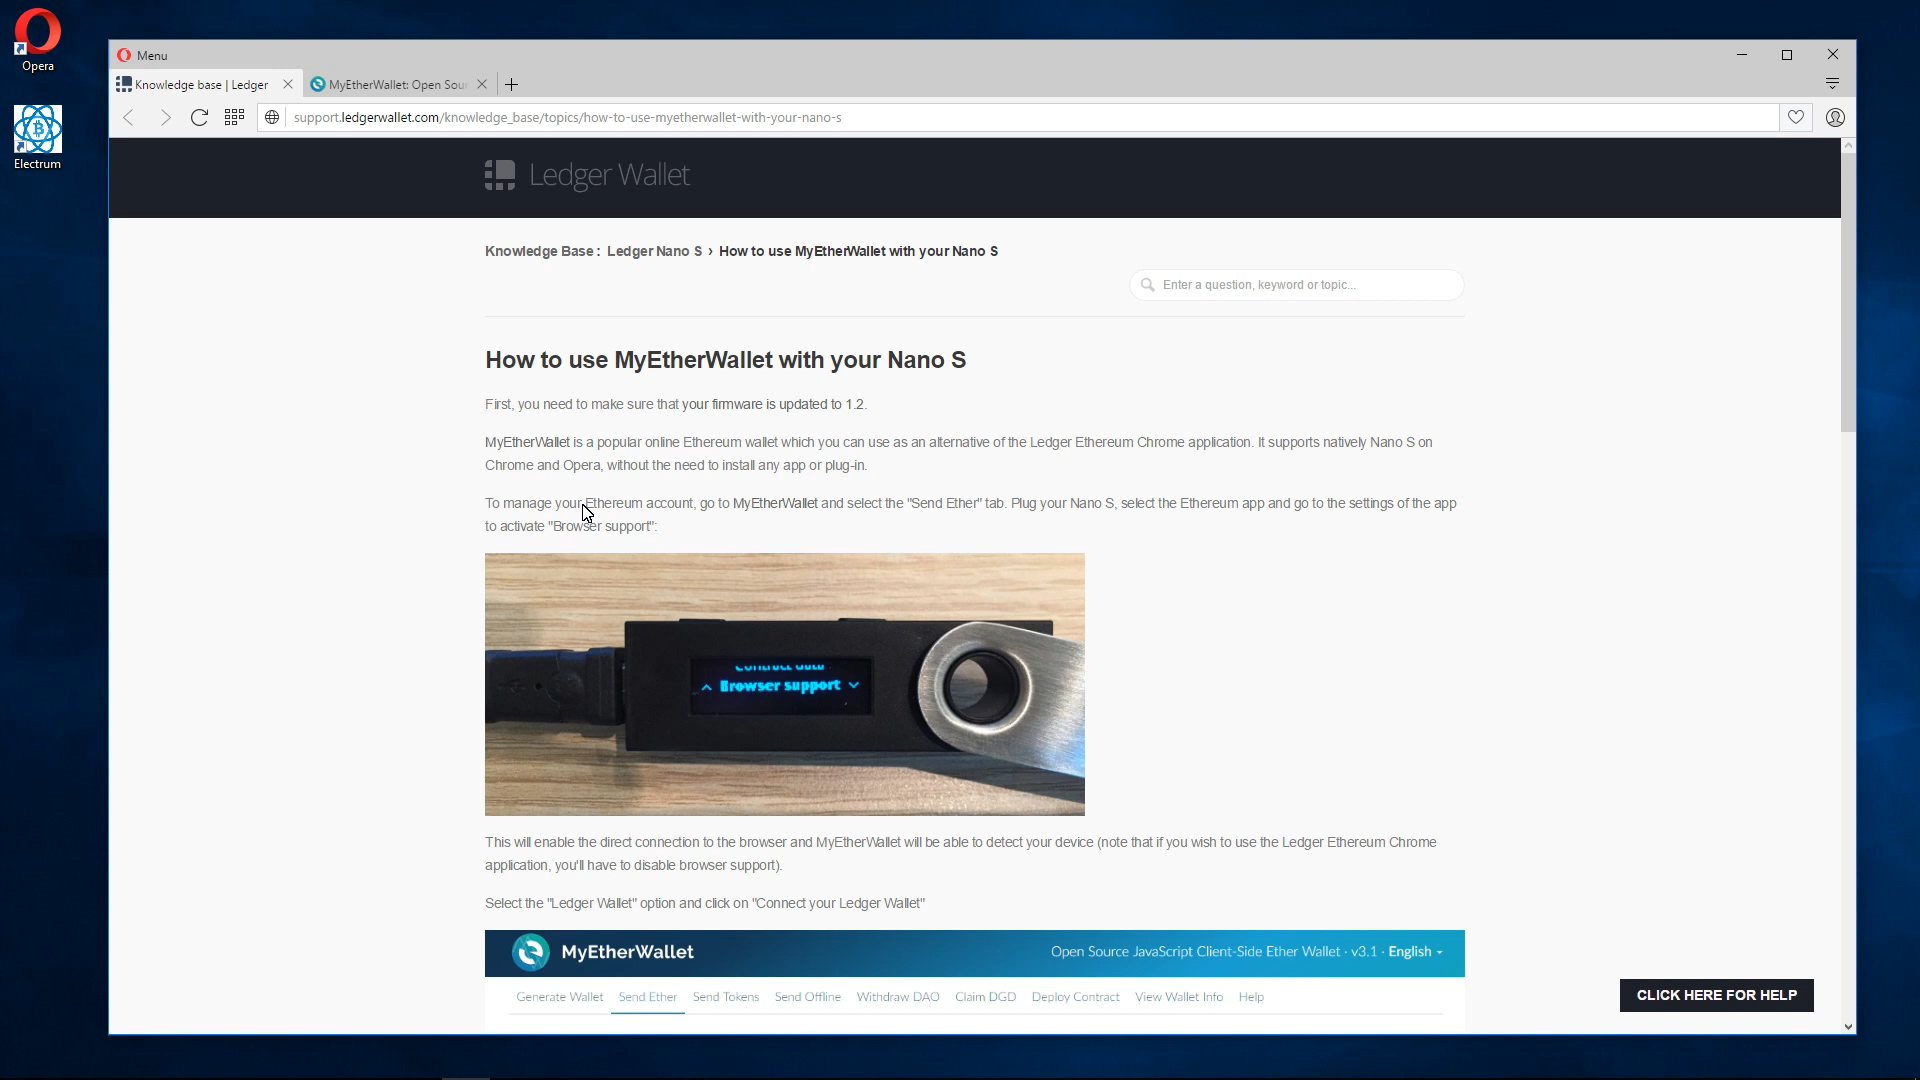 Opera
Electrum
Menu
Knowledge base | Ledger
MyEtherWallet: Open Sour
support.ledgerwallet.com/knowledge_base/topics/how-to-use-myetherwallet-with-your-nano-s
Ledger Wallet
Knowledge Base : Ledger Nano S › How to use MyEtherWallet with your Nano S
Enter a question, keyword or topic...
How to use MyEtherWallet with your Nano S
First, you need to make sure that your firmware is updated to 1.2.
MyEtherWallet is a popular online Ethereum wallet which you can use as an alternative of the Ledger Ethereum Chrome application. It supports natively Nano S on
Chrome and Opera, without the need to install any app or plug-in.
To manage your Ethereum account, go to MyEtherWallet and select the "Send Ether" tab. Plug your Nano S, select the Ethereum app and go to the settings of the app
to activate "Browser support":
Contract data
Browser support
This will enable the direct connection to the browser and MyEtherWallet will be able to detect your device (note that if you wish to use the Ledger Ethereum Chrome
application, you'll have to disable browser support).
Select the "Ledger Wallet" option and click on "Connect your Ledger Wallet"
MyEtherWallet
Open Source JavaScript Client-Side Ether Wallet · v3.1 · English
Generate Wallet Send Ether Send Tokens Send Offline Withdraw DAO Claim DGD Deploy Contract View Wallet Info Help
CLICK HERE FOR HELP